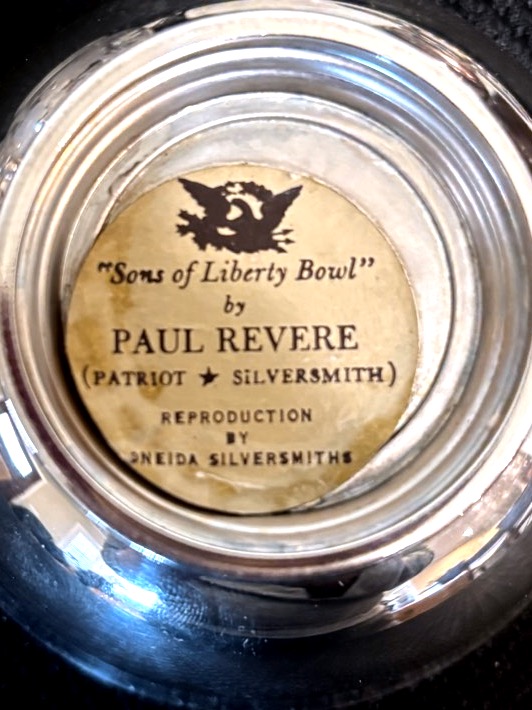 "Sons of Liberty Bowl"
by
PAUL REVERE
(PATRIOT ★ SILVERSMITH)
REPRODUCTION
BY
ONEIDA SILVERSMITHS